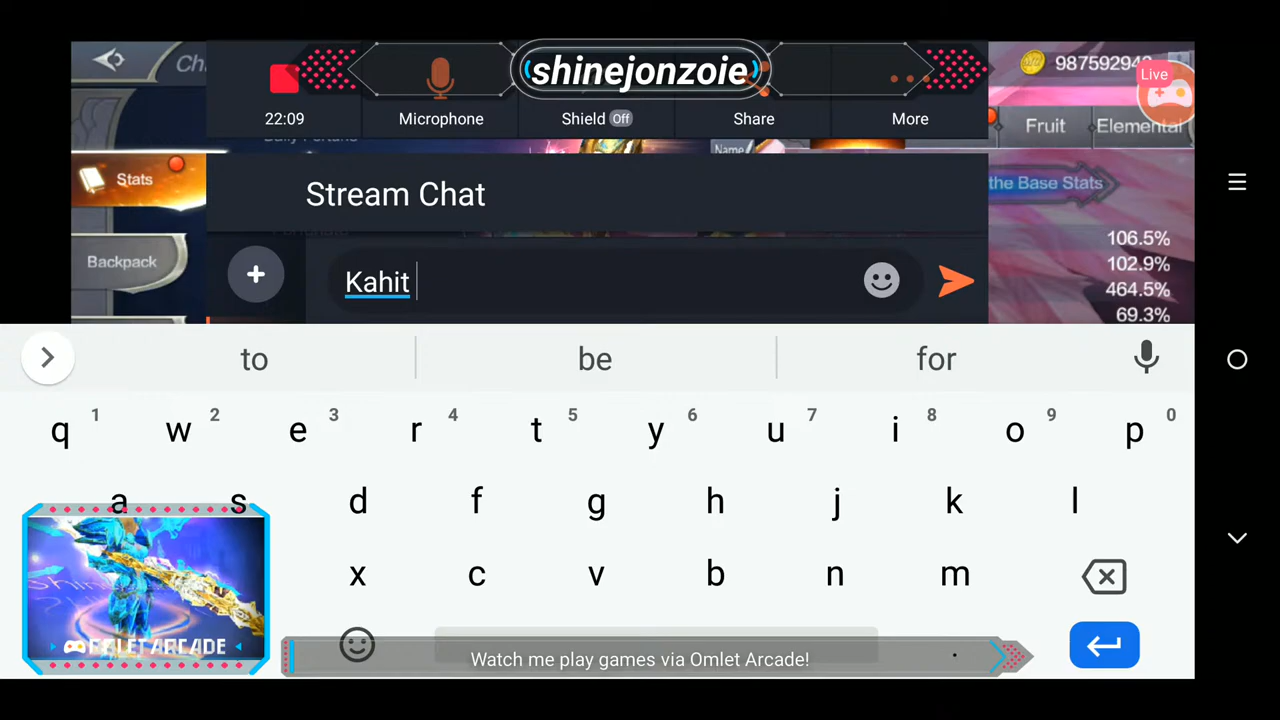 shinejonzoie
Live
22:09
Microphone
Shield Off
Share
More
Fruit
Elemental
Name
Stats
Stream Chat
the Base Stats
106.5%
102.9%
464.5%
69.3%
Backpack
Kahit
to
be
for
q 1 w 2 e 3 r 4 t 5 y 6 u 7 i 8 o 9 p 0
a s d f g h j k l
x c v b n m
OMLET ARCADE
Watch me play games via Omlet Arcade!